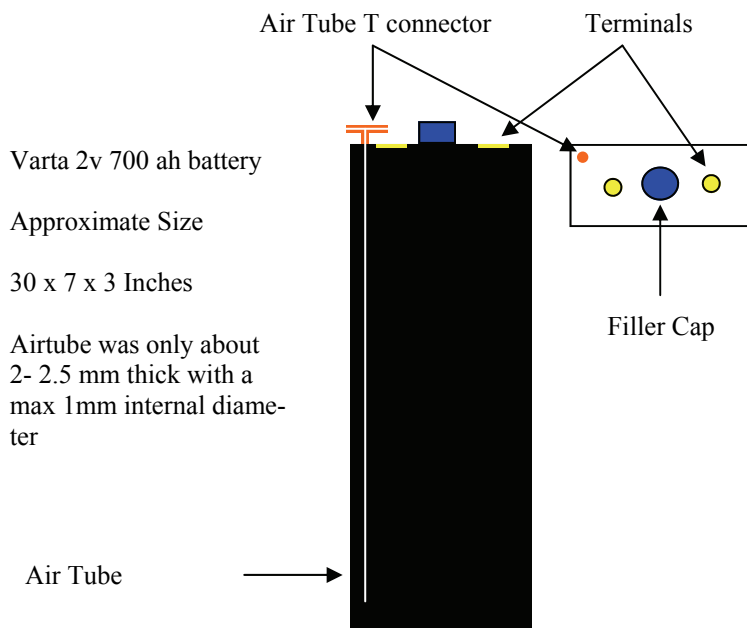 Air Tube T connector
Terminals
Varta 2v 700 ah battery
Approximate Size
30 x 7 x 3 Inches
Filler Cap
Airtube was only about
2- 2.5 mm thick with a
max 1mm internal diame-
ter
Air Tube